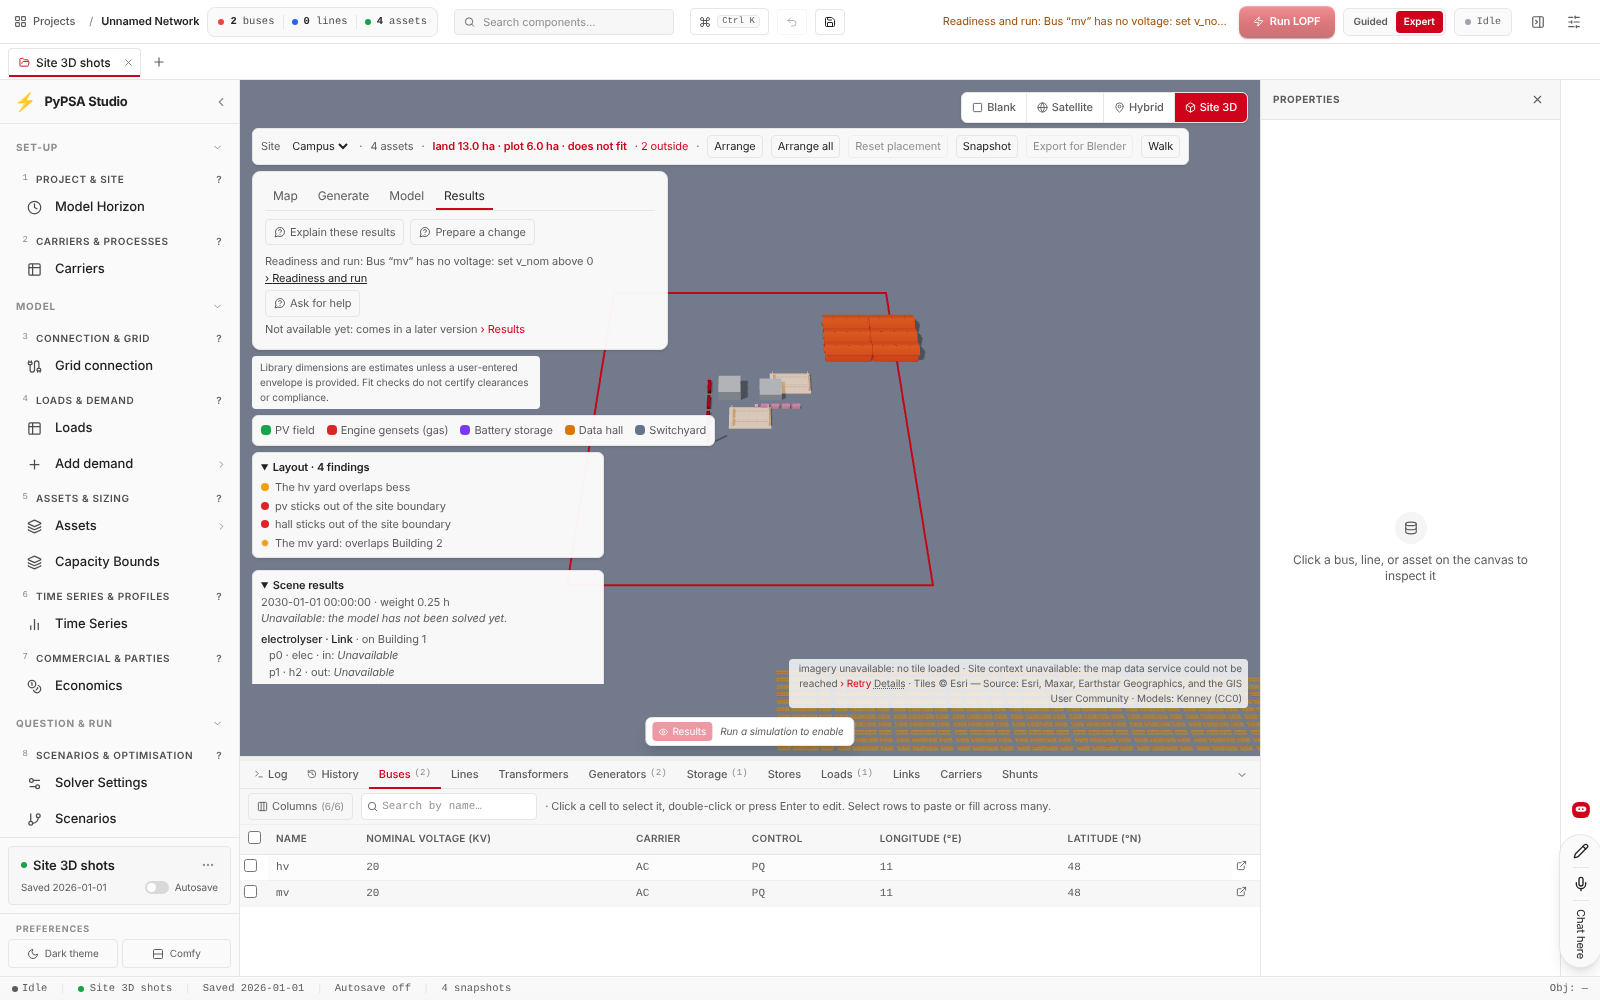 Projects / Unnamed Network
2 buses 0 lines 4 assets
Search components...
Ctrl K
Readiness and run: Bus “mv” has no voltage: set v_no...
Run LOPF
Guided Expert
Idle
Site 3D shots
PyPSA Studio
SET-UP
1 PROJECT & SITE ?
Model Horizon
2 CARRIERS & PROCESSES ?
Carriers
MODEL
3 CONNECTION & GRID ?
Grid connection
4 LOADS & DEMAND ?
Loads
Add demand
5 ASSETS & SIZING ?
Assets
Capacity Bounds
6 TIME SERIES & PROFILES ?
Time Series
7 COMMERCIAL & PARTIES ?
Economics
QUESTION & RUN
8 SCENARIOS & OPTIMISATION ?
Solver Settings
Scenarios
Site 3D shots
Saved 2026-01-01 Autosave
PREFERENCES
Dark theme Comfy
Blank Satellite Hybrid Site 3D
Site Campus · 4 assets · land 13.0 ha · plot 6.0 ha · does not fit · 2 outside · Arrange Arrange all Reset placement Snapshot Export for Blender Walk
Map Generate Model Results
Explain these results Prepare a change
Readiness and run: Bus “mv” has no voltage: set v_nom above 0
› Readiness and run
Ask for help
Not available yet: comes in a later version › Results
Library dimensions are estimates unless a user-entered
envelope is provided. Fit checks do not certify clearances
or compliance.
PV field Engine gensets (gas) Battery storage Data hall Switchyard
▼ Layout · 4 findings
The hv yard overlaps bess
pv sticks out of the site boundary
hall sticks out of the site boundary
The mv yard: overlaps Building 2
▼ Scene results
2030-01-01 00:00:00 · weight 0.25 h
Unavailable: the model has not been solved yet.
electrolyser · Link · on Building 1
p0 · elec · in: Unavailable
p1 · h2 · out: Unavailable
imagery unavailable: no tile loaded · Site context unavailable: the map data service could not be
reached › Retry Details · Tiles © Esri — Source: Esri, Maxar, Earthstar Geographics, and the GIS
User Community · Models: Kenney (CC0)
Results Run a simulation to enable
PROPERTIES
Click a bus, line, or asset on the canvas to
inspect it
Log History Buses (2) Lines Transformers Generators (2) Storage (1) Stores Loads (1) Links Carriers Shunts
Columns (6/6) Search by name… · Click a cell to select it, double-click or press Enter to edit. Select rows to paste or fill across many.
NAME NOMINAL VOLTAGE (KV) CARRIER CONTROL LONGITUDE (°E) LATITUDE (°N)
hv 20 AC PQ 11 48
mv 20 AC PQ 11 48
Chat here
Idle Site 3D shots Saved 2026-01-01 Autosave off 4 snapshots Obj: —